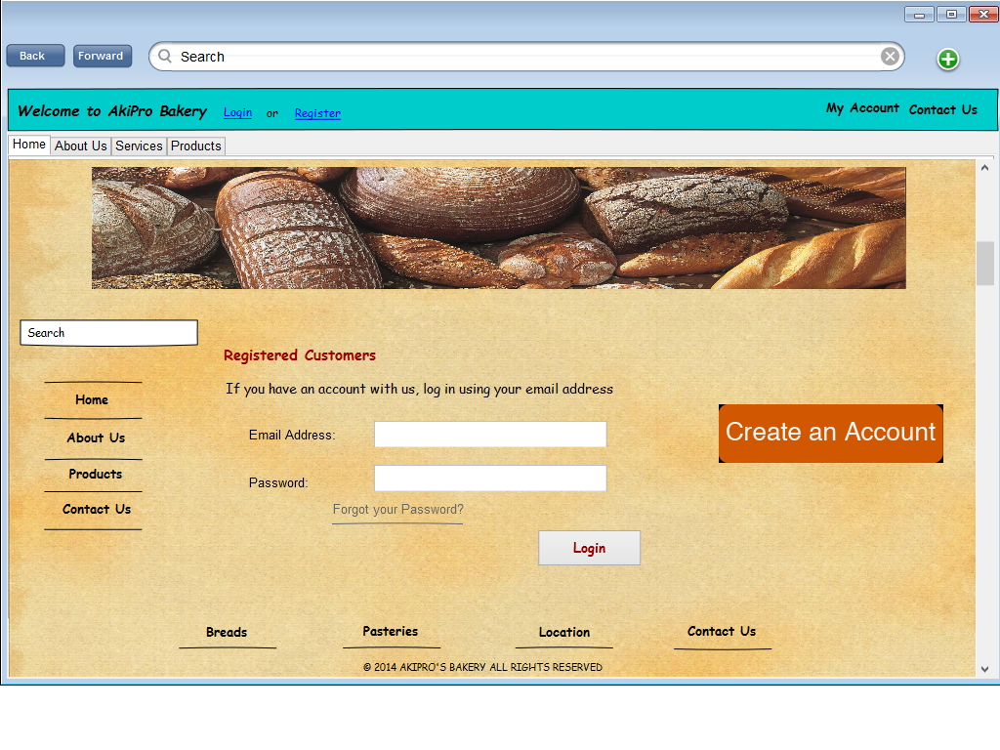 Back Forward Search
Welcome to AkiPro Bakery Login or Register My Account Contact Us
Home About Us Services Products
Search
Registered Customers
If you have an account with us, log in using your email address
Home
About Us
Products
Contact Us
Email Address:
Password:
Forgot your Password?
Login
Create an Account
Breads Pasteries Location Contact Us
© 2014 AKIPRO'S BAKERY ALL RIGHTS RESERVED